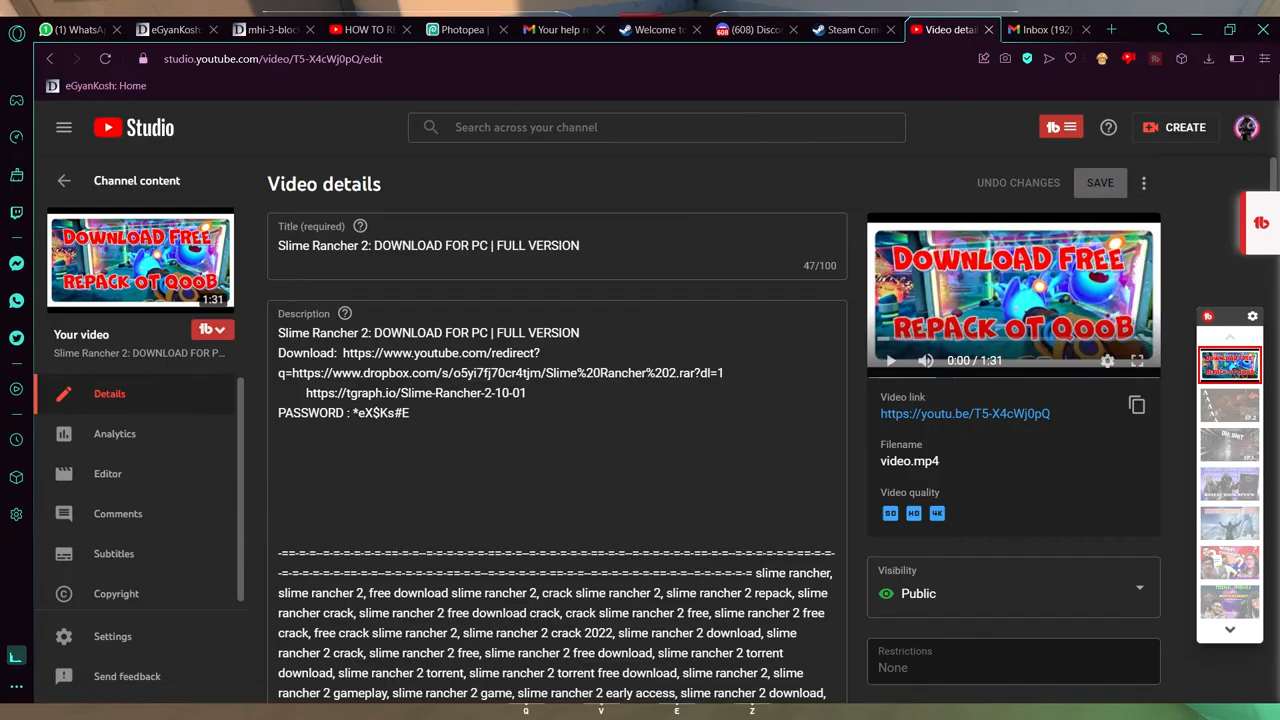 (1) WhatsA
eGyanKosh:
mhi-3-bloc
HOW TO RE
Photopea |
Your help re
Welcome to
(608) Disco
Steam Com
Video detai
Inbox (192)
studio.youtube.com/video/T5-X4cWj0pQ/edit
eGyanKosh: Home
Studio
Search across your channel
CREATE
Channel content
Video details
UNDO CHANGES
SAVE
DOWNLOAD FREE
REPACK OT QOOB
1:31
Your video
Slime Rancher 2: DOWNLOAD FOR P...
Details
Analytics
Editor
Comments
Subtitles
Copyright
Settings
Send feedback
Title (required)
Slime Rancher 2: DOWNLOAD FOR PC | FULL VERSION
47/100
Description
Slime Rancher 2: DOWNLOAD FOR PC | FULL VERSION
Download: https://www.youtube.com/redirect?
q=https://www.dropbox.com/s/o5yi7fj70cr4tjm/Slime%20Rancher%202.rar?dl=1
https://tgraph.io/Slime-Rancher-2-10-01
PASSWORD : *eX$Ks#E
slime rancher,
slime rancher 2, free download slime rancher 2, crack slime rancher 2, slime rancher 2 repack, slime
rancher crack, slime rancher 2 free download crack, crack slime rancher 2 free, slime rancher 2 free
crack, free crack slime rancher 2, slime rancher 2 crack 2022, slime rancher 2 download, slime
rancher 2 crack, slime rancher 2 free, slime rancher 2 free download, slime rancher 2 torrent
download, slime rancher 2 torrent, slime rancher 2 torrent free download, slime rancher 2, slime
rancher 2 gameplay, slime rancher 2 game, slime rancher 2 early access, slime rancher 2 download,
DOWNLOAD FREE
REPACK OT QOOB
0:00 / 1:31
Video link
https://youtu.be/T5-X4cWj0pQ
Filename
video.mp4
Video quality
SD HD 4K
Visibility
Public
Restrictions
None
Q V E Z